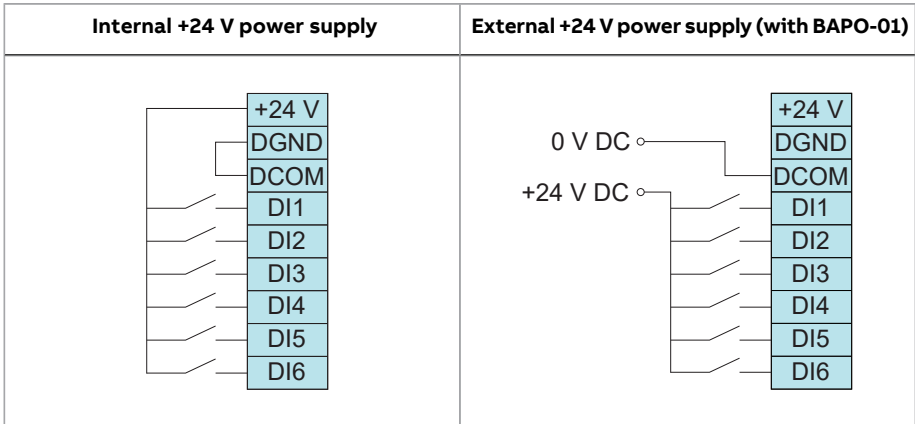 Internal +24 V power supply
External +24 V power supply (with BAPO-01)
+24 V
DGND
DCOM
DI1
DI2
DI3
DI4
DI5
DI6
0 V DC
+24 V DC
+24 V
DGND
DCOM
DI1
DI2
DI3
DI4
DI5
DI6